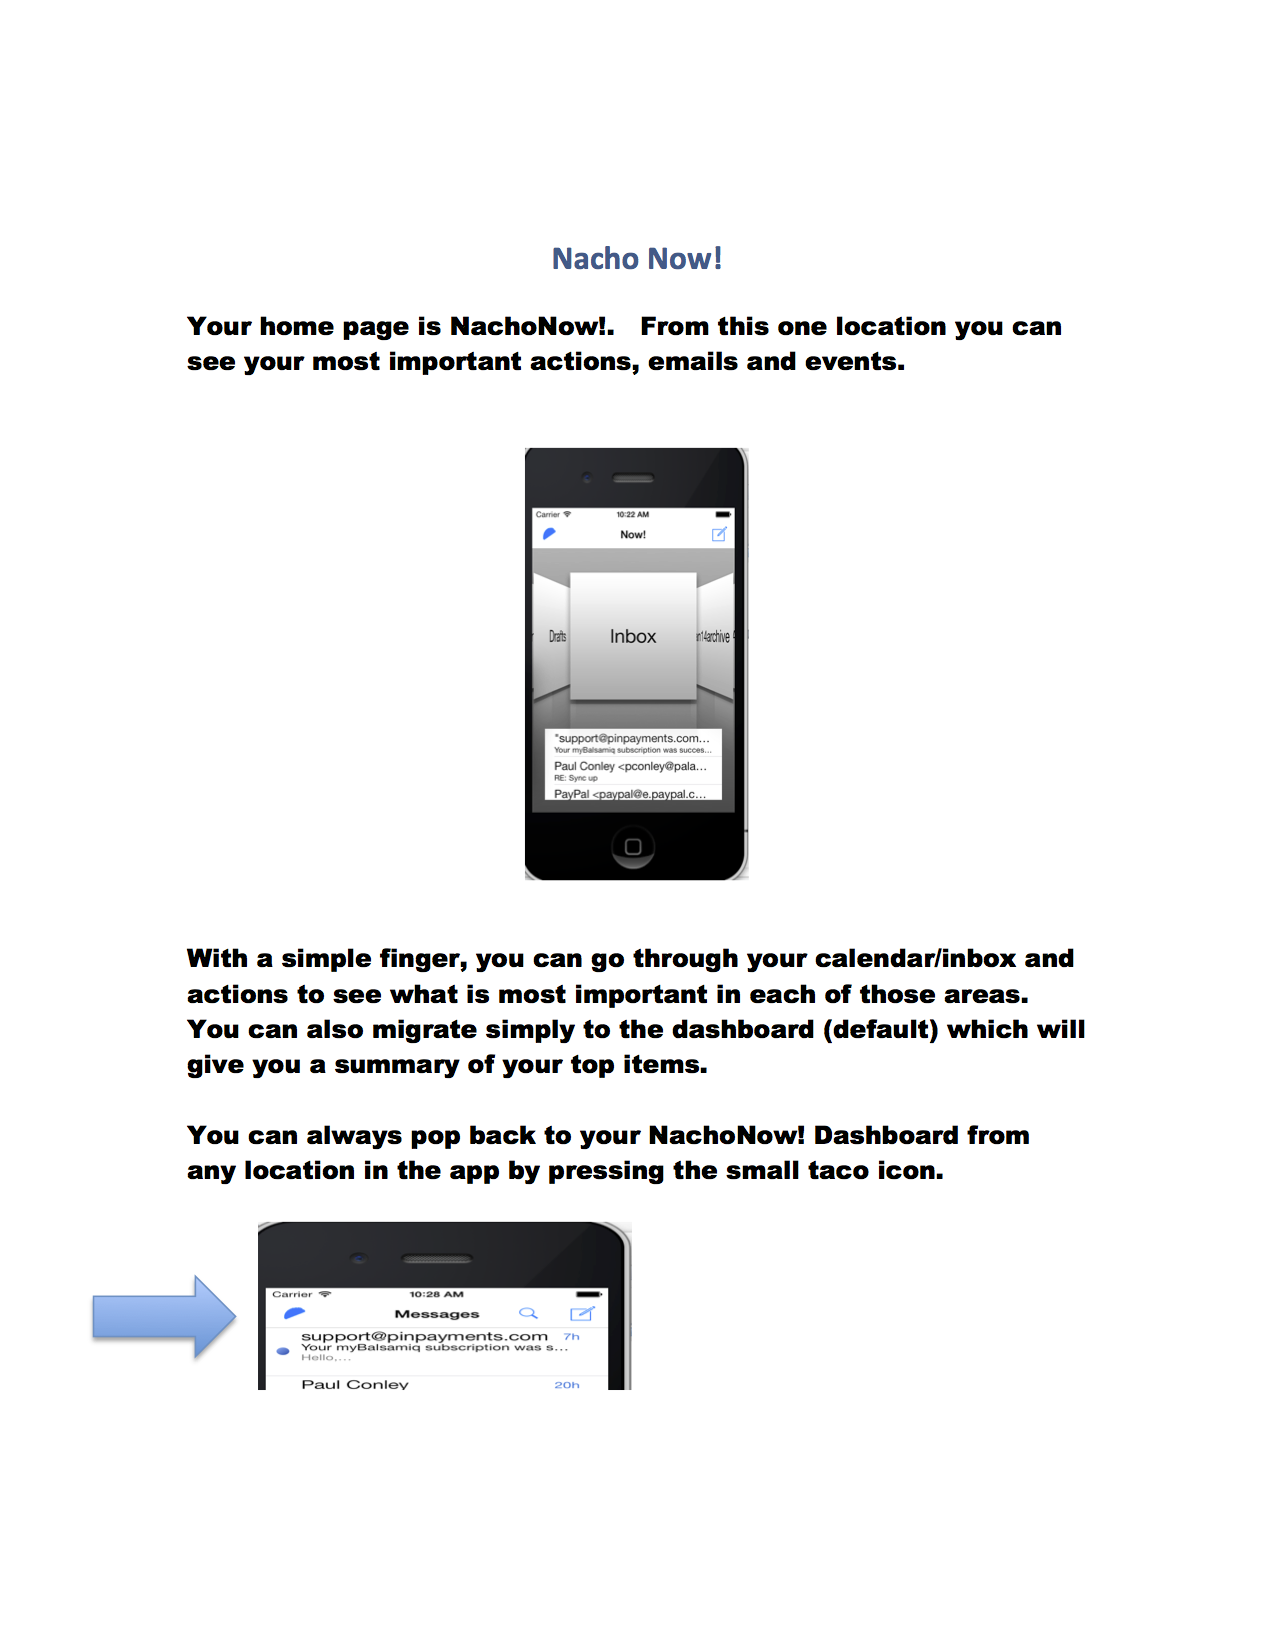 Nacho Now!
Your home page is NachoNow!.   From this one location you can
see your most important actions, emails and events.
Carrier 10:22 AM
Now!
Drafts Inbox n14archive
"support@pinpayments.com...
Your myBalsamiq subscription was succes...
Paul Conley <pconley@pala...
RE: Sync up
PayPal <paypal@e.paypal.c...
With a simple finger, you can go through your calendar/inbox and
actions to see what is most important in each of those areas.
You can also migrate simply to the dashboard (default) which will
give you a summary of your top items.
You can always pop back to your NachoNow! Dashboard from
any location in the app by pressing the small taco icon.
Carrier 10:28 AM
Messages
support@pinpayments.com 7h
Your myBalsamiq subscription was s...
Hello,...
Paul Conley 20h